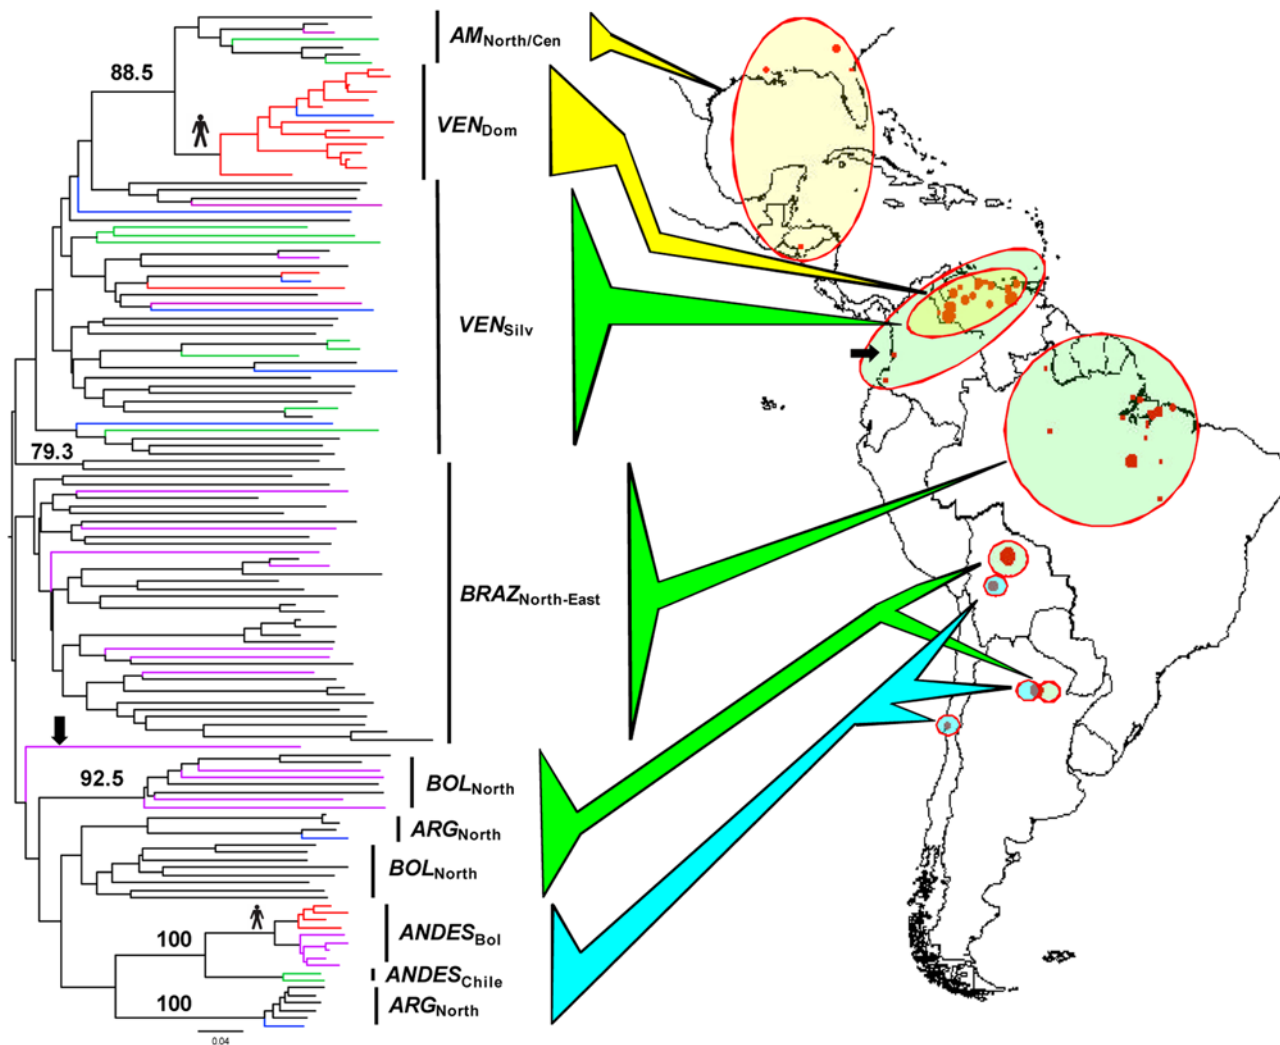 AMNorth/Cen
88.5
VENDom
VENSilv
79.3
BRAZNorth-East
92.5
BOLNorth
ARGNorth
BOLNorth
100
ANDESBol
ANDESChile
100
ARGNorth
0.04